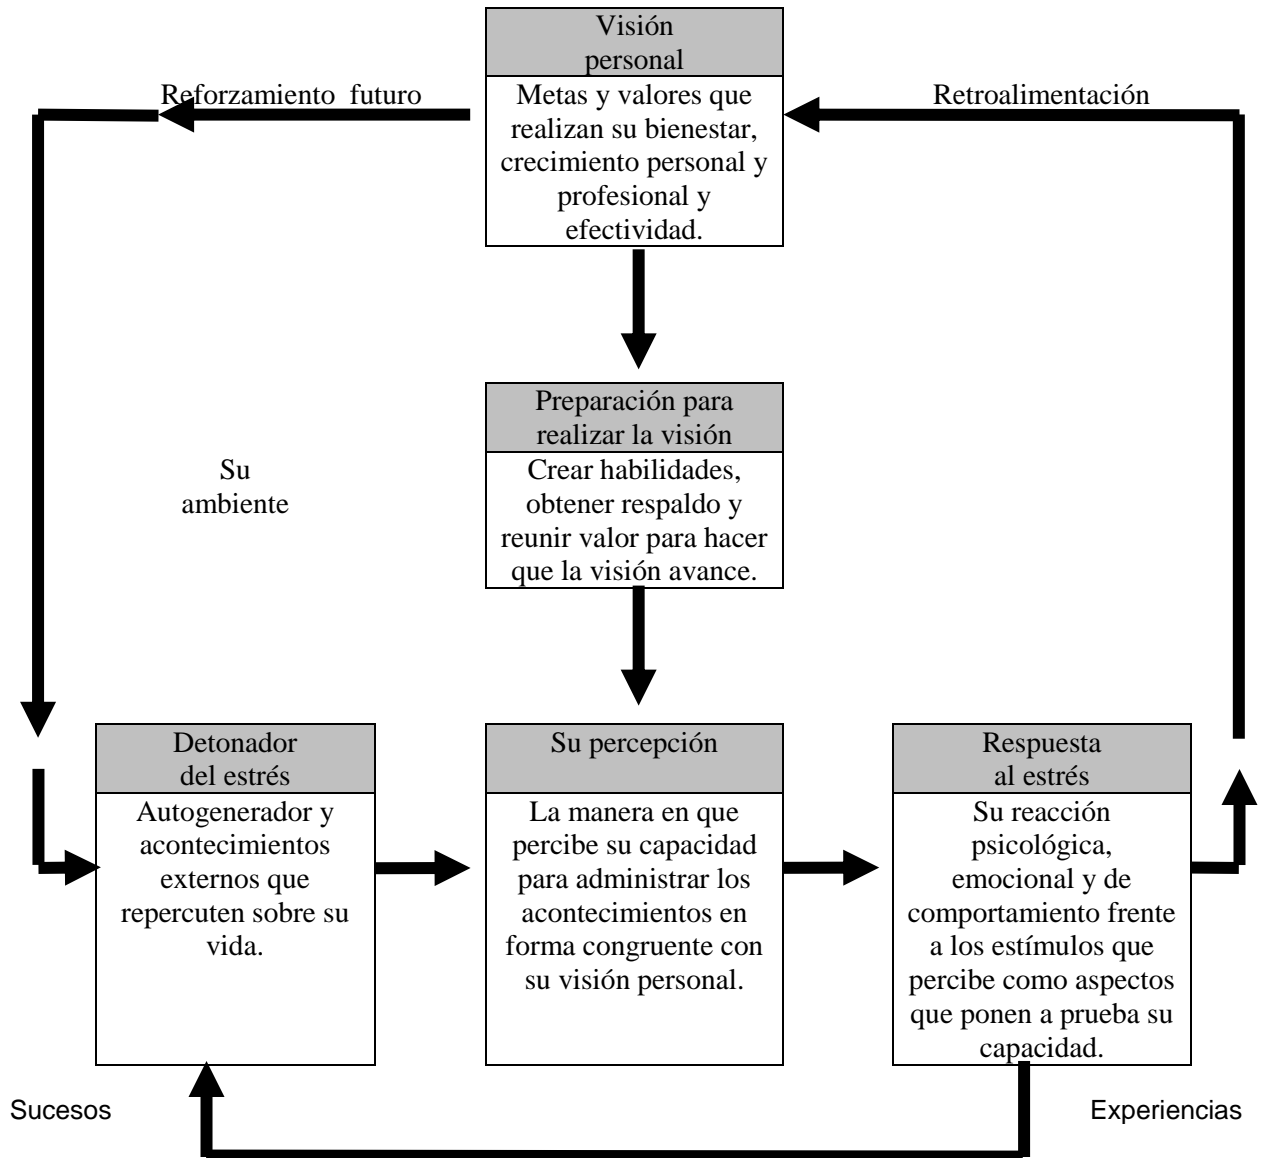 Visión
personal
Reforzamiento  futuro
Retroalimentación
Metas y valores que
realizan su bienestar,
crecimiento personal y
profesional y
efectividad.
Preparación para
realizar la visión
Crear habilidades,
obtener respaldo y
reunir valor para hacer
que la visión avance.
Su
ambiente
Detonador
del estrés
Autogenerador y
acontecimientos
externos que
repercuten sobre su
vida.
Su percepción
La manera en que
percibe su capacidad
para administrar los
acontecimientos en
forma congruente con
su visión personal.
Respuesta
al estrés
Su reacción
psicológica,
emocional y de
comportamiento frente
a los estímulos que
percibe como aspectos
que ponen a prueba su
capacidad.
Sucesos
Experiencias